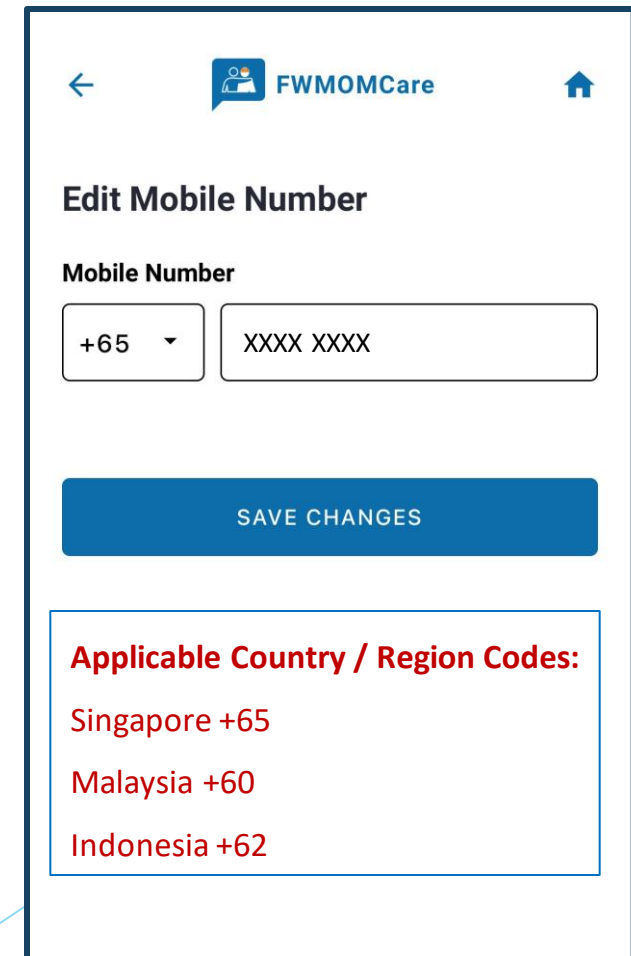 FWMOMCare
Edit Mobile Number
Mobile Number
+65 XXXX XXXX
SAVE CHANGES
Applicable Country / Region Codes:
Singapore +65
Malaysia +60
Indonesia +62